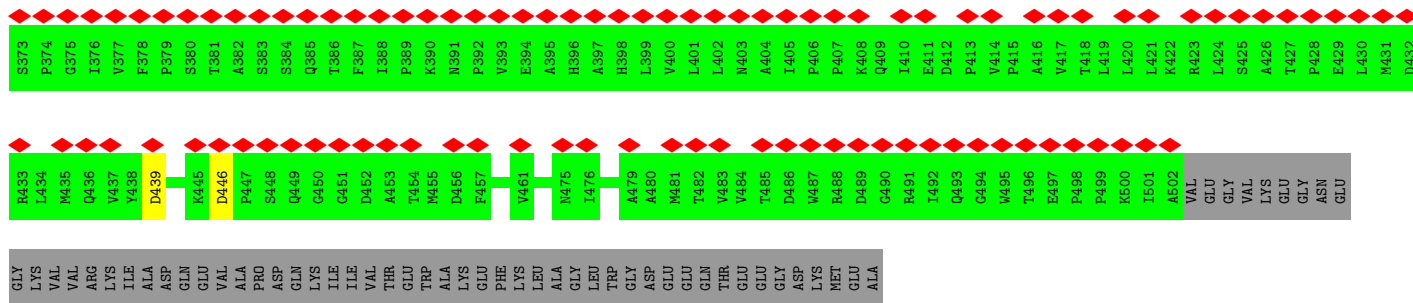 S373 P374 G375 I376 V377 F378 P379 S380 T381 A382 S383 S384 Q385 T386 F387 I388 P389 K390 N391 P392 V393 E394 A395 H396 A397 H398 L399 V400 L401 L402 N403 A404 I405 P406 P407 K408 Q409 I410 E411 D412 P413 V414 P415 A416 V417 T418 L419 L420 L421 K422 R423 L424 S425 A426 T427 P428 E429 L430 M431 D432
R433 L434 M435 Q436 V437 Y438 D439 K445 D446 P447 S448 Q449 G450 G451 D452 A453 T454 M455 D456 F457 V461 N475 I476 A479 A480 M481 T482 V483 V484 T485 D486 W487 R488 D489 G490 R491 I492 Q493 G494 W495 T496 E497 P498 P499 K500 I501 A502 VAL GLU GLY VAL LYS GLU GLY ASN GLU
GLY LYS VAL VAL ARG LYS ILE ALA ASP GLN GLU VAL ALA PRO ASP GLN LYS ILE ILE VAL THR GLU TRP ALA LYS GLU PHE LYS LEU ALA GLY LEU TRP GLY ASP GLU GLU GLN THR GLU GLU GLY ASP LYS MET GLU ALA